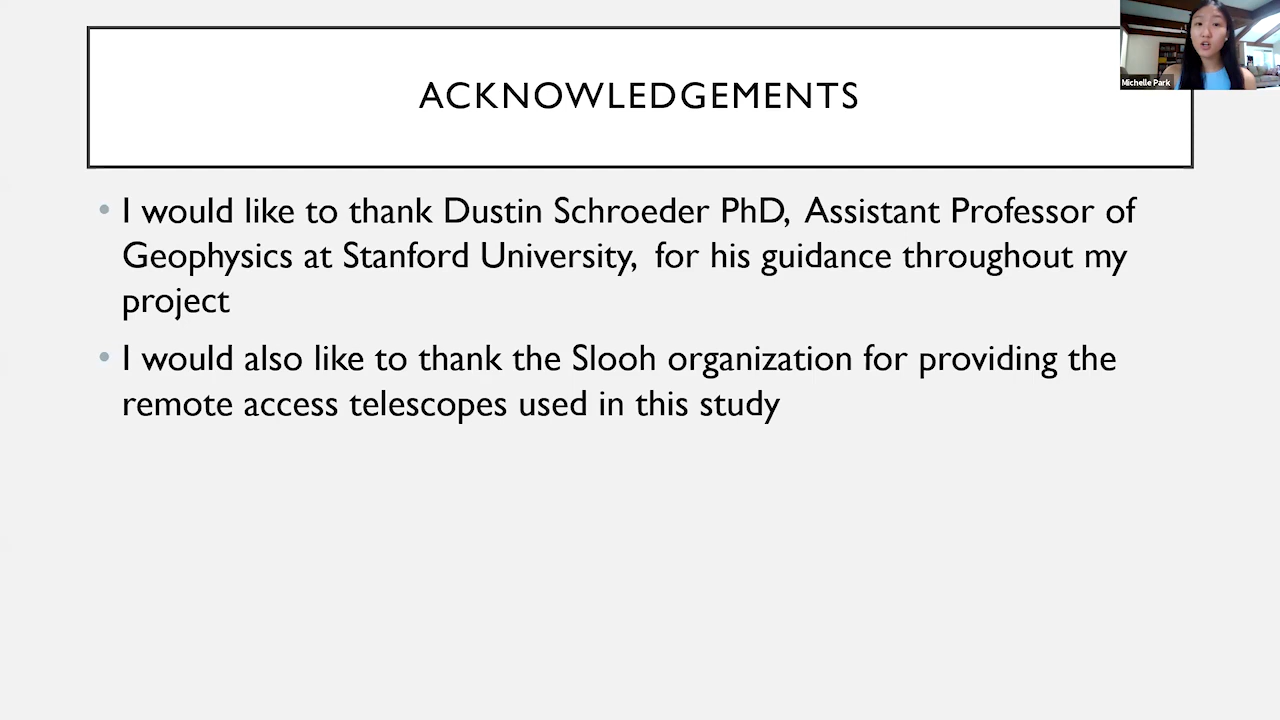 ACKNOWLEDGEMENTS
Michelle Park
• I would like to thank Dustin Schroeder PhD, Assistant Professor of
Geophysics at Stanford University, for his guidance throughout my
project
• I would also like to thank the Slooh organization for providing the
remote access telescopes used in this study